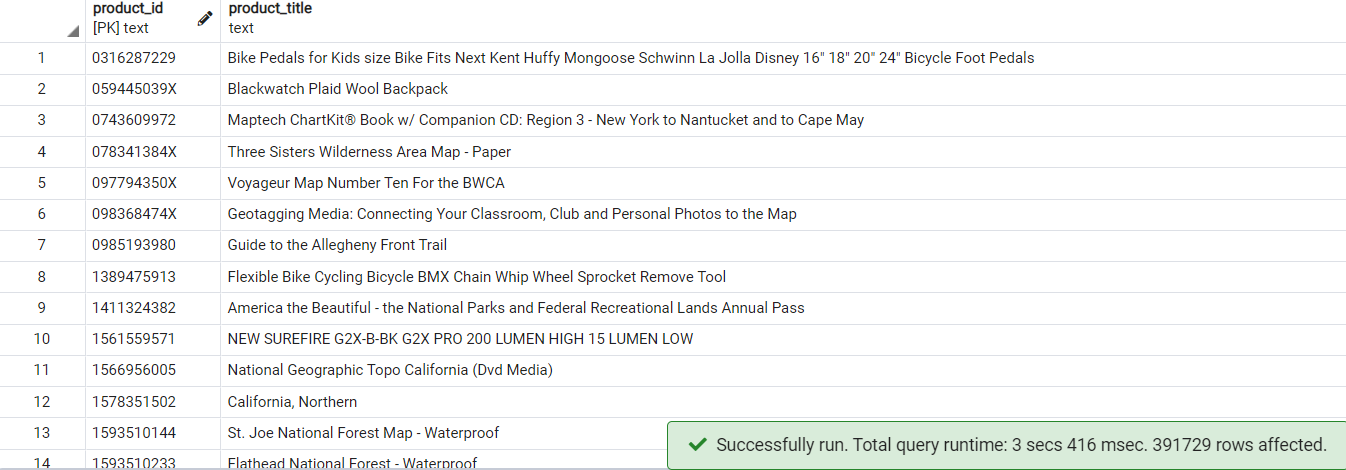 product_id product_title
[PK] text text
1 0316287229 Bike Pedals for Kids size Bike Fits Next Kent Huffy Mongoose Schwinn La Jolla Disney 16" 18" 20" 24" Bicycle Foot Pedals
2 059445039X Blackwatch Plaid Wool Backpack
3 0743609972 Maptech ChartKit® Book w/ Companion CD: Region 3 - New York to Nantucket and to Cape May
4 078341384X Three Sisters Wilderness Area Map - Paper
5 097794350X Voyageur Map Number Ten For the BWCA
6 098368474X Geotagging Media: Connecting Your Classroom, Club and Personal Photos to the Map
7 0985193980 Guide to the Allegheny Front Trail
8 1389475913 Flexible Bike Cycling Bicycle BMX Chain Whip Wheel Sprocket Remove Tool
9 1411324382 America the Beautiful - the National Parks and Federal Recreational Lands Annual Pass
10 1561559571 NEW SUREFIRE G2X-B-BK G2X PRO 200 LUMEN HIGH 15 LUMEN LOW
11 1566956005 National Geographic Topo California (Dvd Media)
12 1578351502 California, Northern
13 1593510144 St. Joe National Forest Map - Waterproof
Successfully run. Total query runtime: 3 secs 416 msec. 391729 rows affected.
14 1593510233 Flathead National Forest - Waterproof